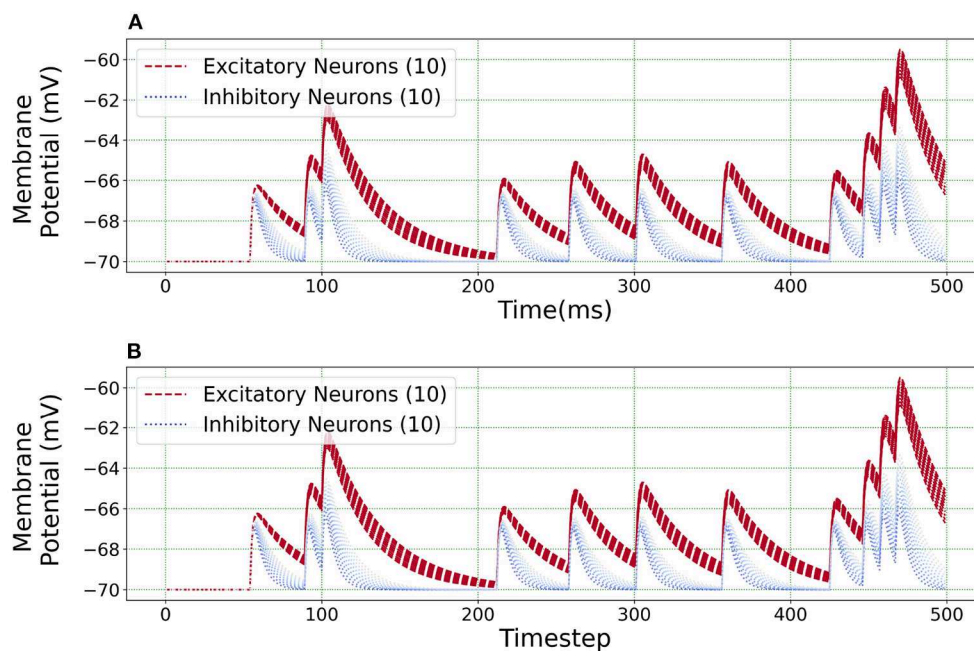 A
Membrane
Potential (mV)
−60
−62
−64
−66
−68
−70
Excitatory Neurons (10)
Inhibitory Neurons (10)
0
100
200
300
400
500
Time(ms)
B
Membrane
Potential (mV)
−60
−62
−64
−66
−68
−70
Excitatory Neurons (10)
Inhibitory Neurons (10)
0
100
200
300
400
500
Timestep